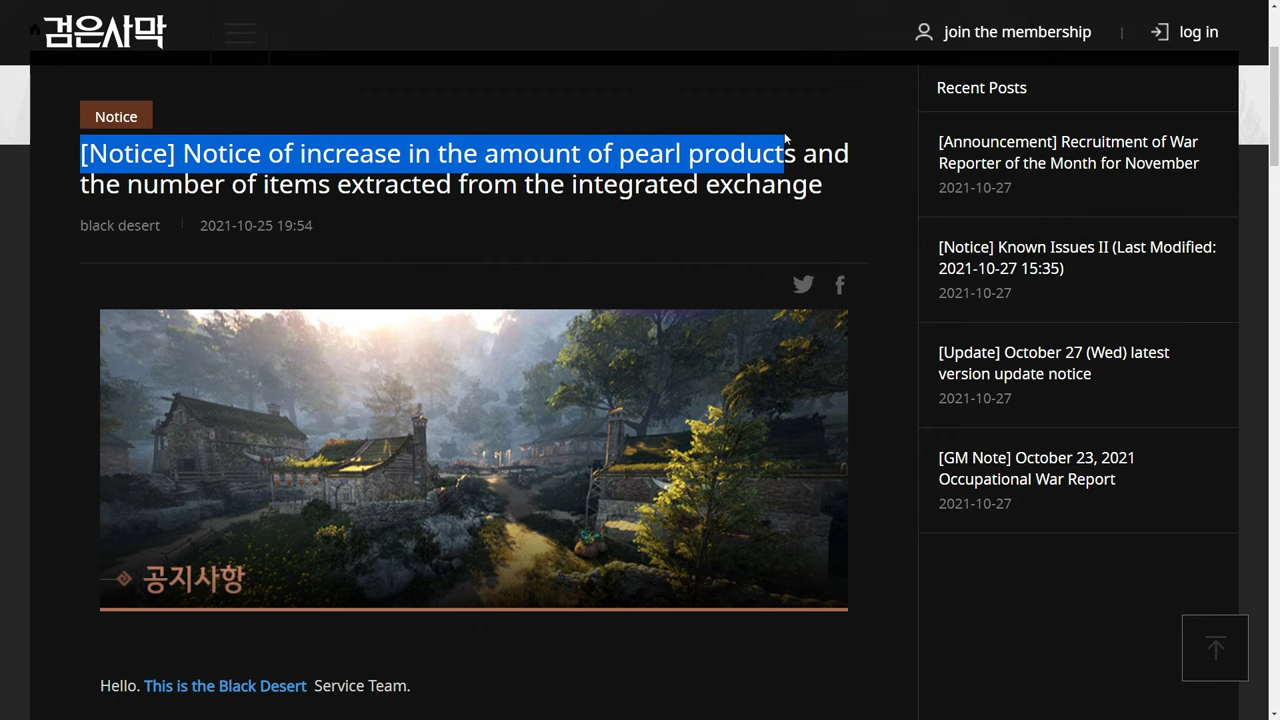 검은사막
join the membership
log in
Notice
[Notice] Notice of increase in the amount of pearl products and
the number of items extracted from the integrated exchange
black desert
2021-10-25 19:54
공지사항
Hello. This is the Black Desert Service Team.
Recent Posts
[Announcement] Recruitment of War
Reporter of the Month for November
2021-10-27
[Notice] Known Issues II (Last Modified:
2021-10-27 15:35)
2021-10-27
[Update] October 27 (Wed) latest
version update notice
2021-10-27
[GM Note] October 23, 2021
Occupational War Report
2021-10-27